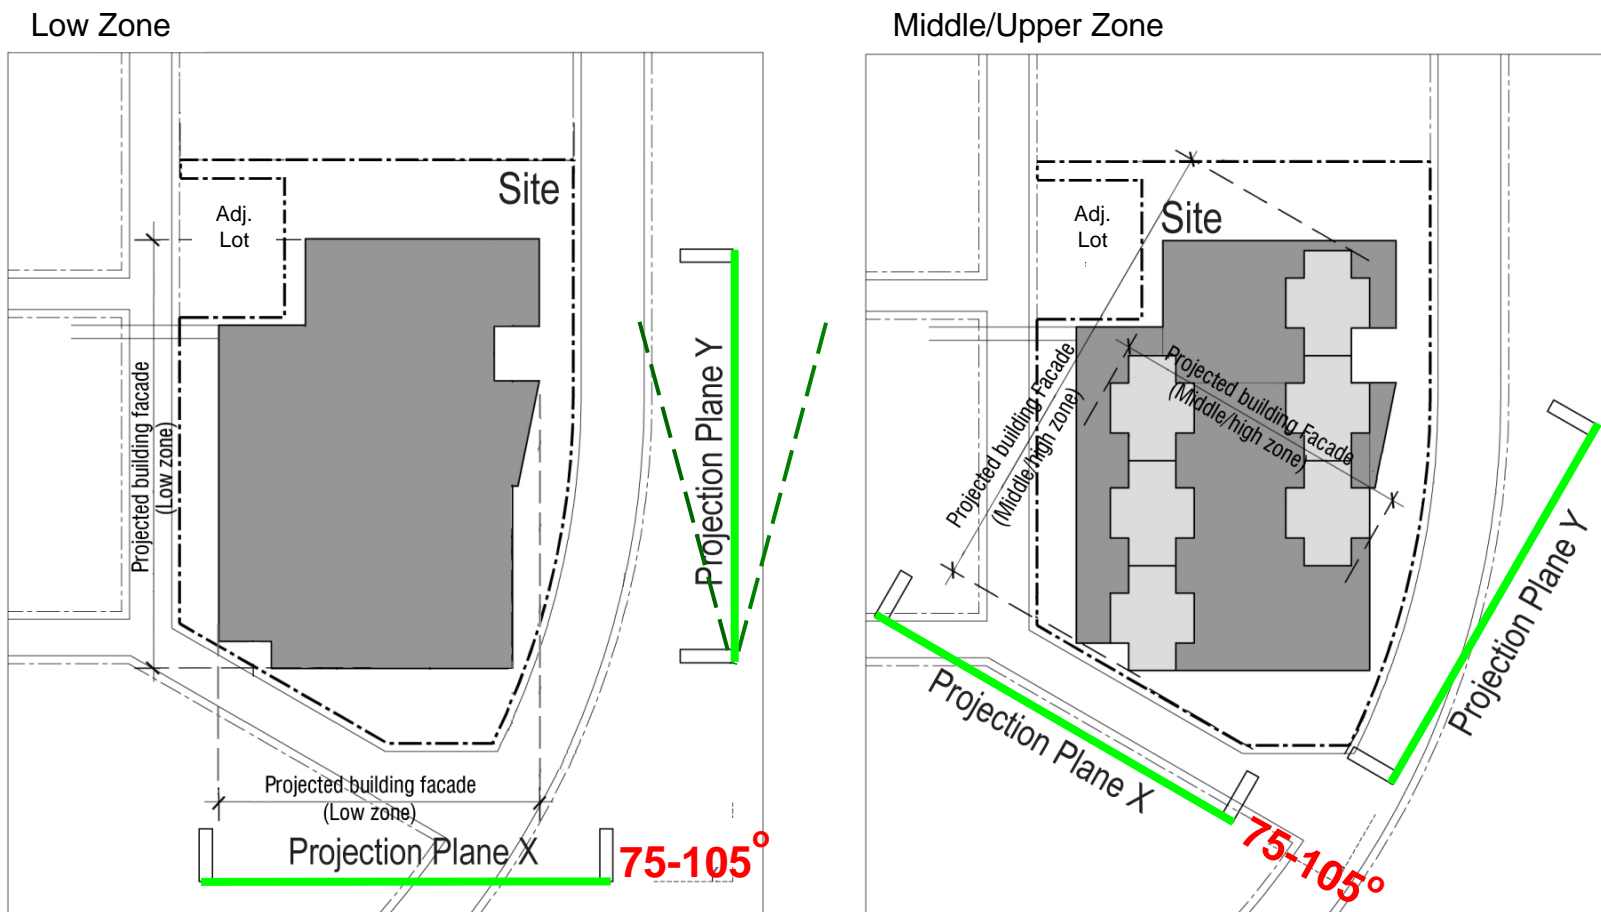 Low Zone
Site
Adj.
Lot
Projected building facade
(Low zone)
Projection Plane Y
Projected building facade
(Low zone)
Projection Plane X
75-105°
Middle/Upper Zone
Adj.
Lot
Site
Projected building Facade
(Middle/high zone)
Projected building Facade
(Middle/high zone)
Projection Plane Y
Projection Plane X
75-105°